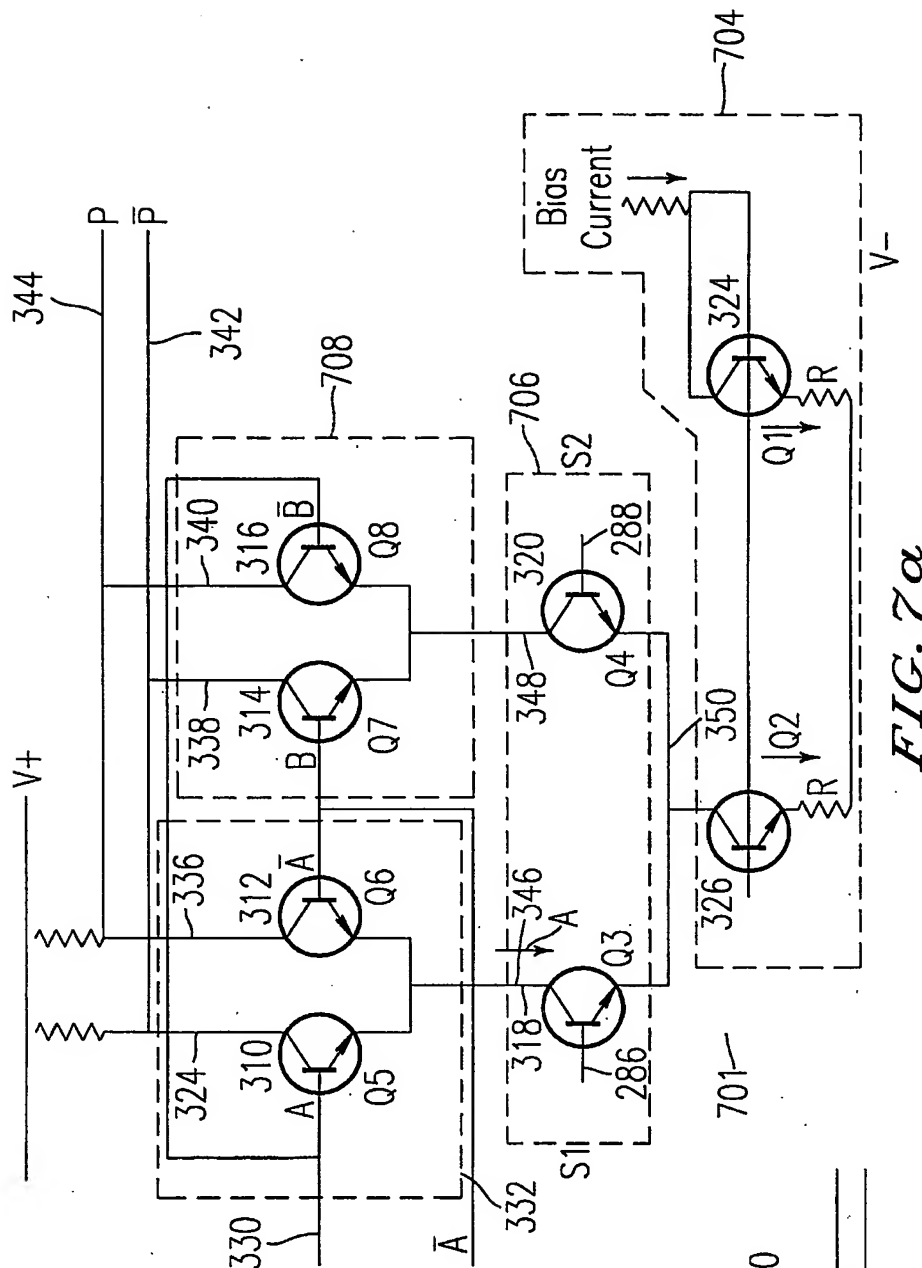 V+
344
P
P̅
342
324
336
338
340
708
310
A
Q5
312
A̅
Q6
314
B
Q7
316
B̅
Q8
330
A̅
332
318
346
A
348
320
706
S1
S2
286
Q3
Q4
288
350
Bias
Current
704
326
Q2
R
324
Q1
R
701
V−
FIG. 7a
0